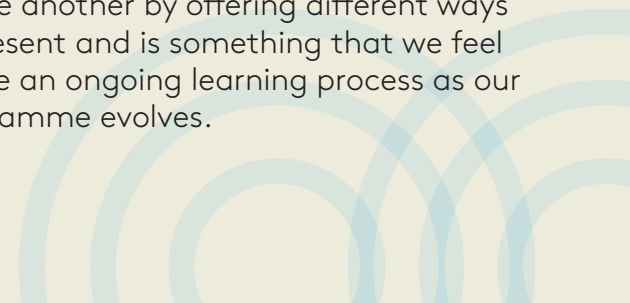 another by offering different ways
and is something that we feel
an ongoing learning process as our
evolves.